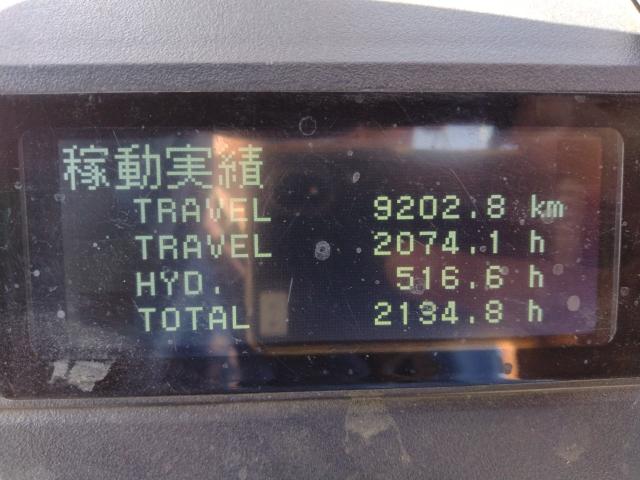 稼動実績
TRAVEL 9202.8 km
TRAVEL 2074.1 h
HYD. 516.6 h
TOTAL 2134.8 h